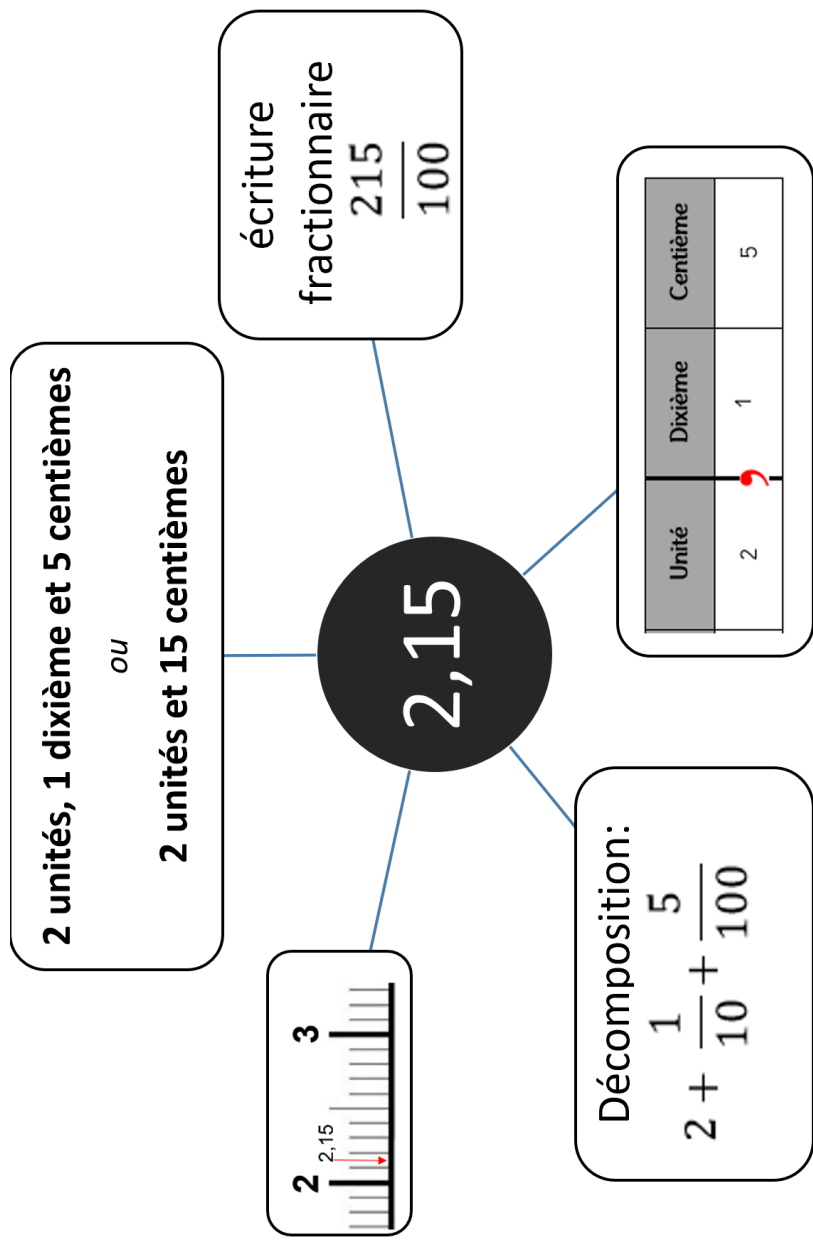 2 unités, 1 dixième et 5 centièmes
ou
2 unités et 15 centièmes
2 3
2,15
écriture
fractionnaire
215
100
2,15
Décomposition:
2 + 1/10 + 5/100
Unité Dixième Centième
2 , 1 5